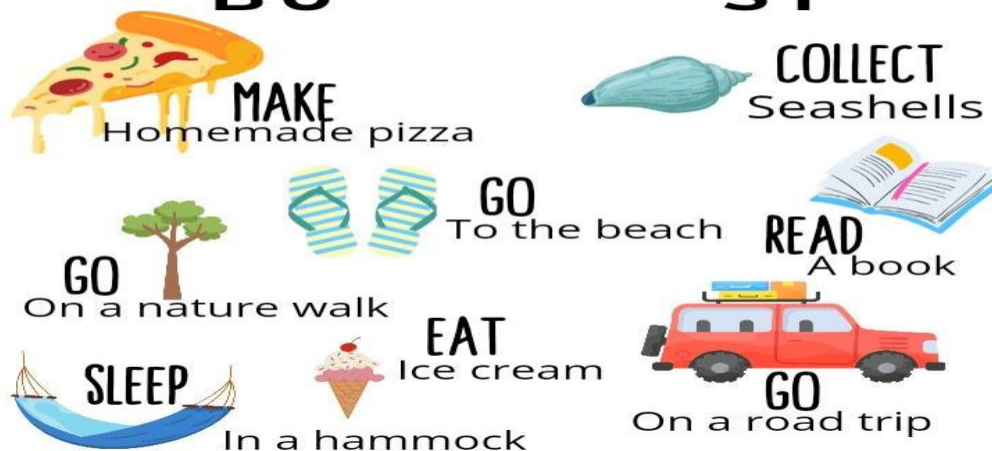 MAKE
Homemade pizza
COLLECT
Seashells
GO
To the beach
READ
A book
GO
On a nature walk
EAT
Ice cream
SLEEP
In a hammock
GO
On a road trip